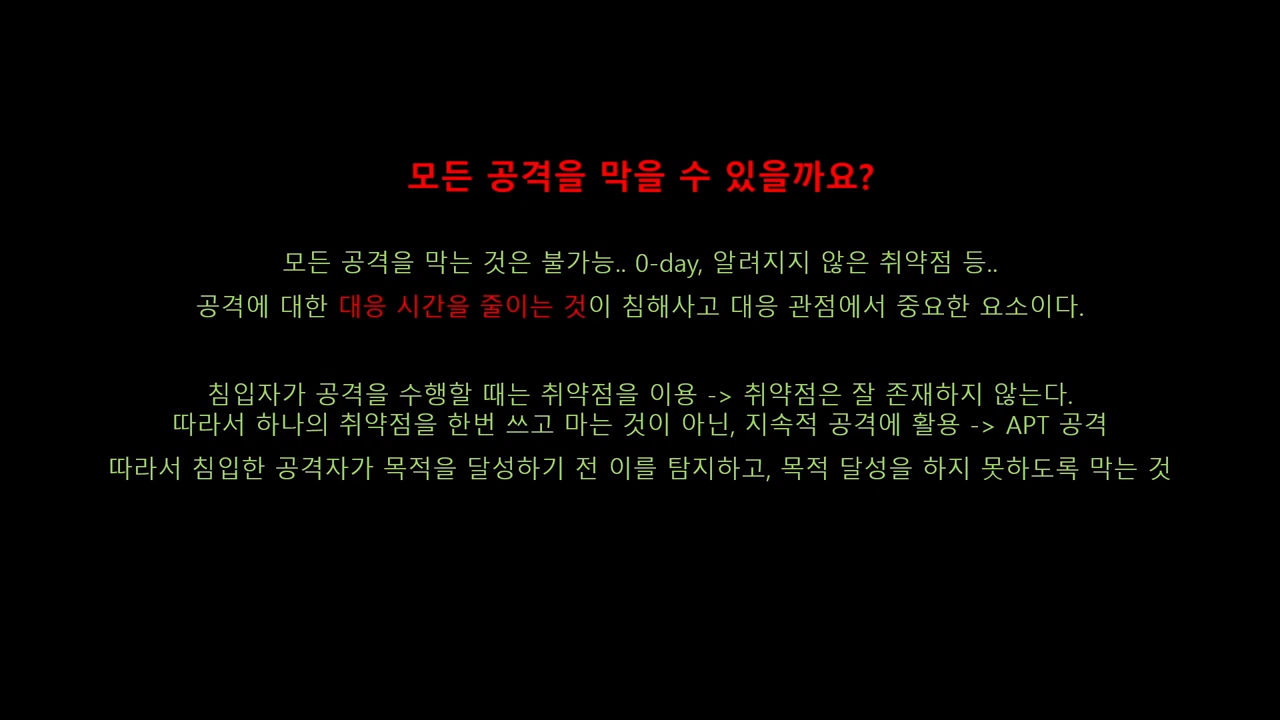 모든 공격을 막을 수 있을까요?
모든 공격을 막는 것은 불가능.. 0-day, 알려지지 않은 취약점 등..
공격에 대한 대응 시간을 줄이는 것이 침해사고 대응 관점에서 중요한 요소이다.
침입자가 공격을 수행할 때는 취약점을 이용 -> 취약점은 잘 존재하지 않는다.
따라서 하나의 취약점을 한번 쓰고 마는 것이 아닌, 지속적 공격에 활용 -> APT 공격
따라서 침입한 공격자가 목적을 달성하기 전 이를 탐지하고, 목적 달성을 하지 못하도록 막는 것